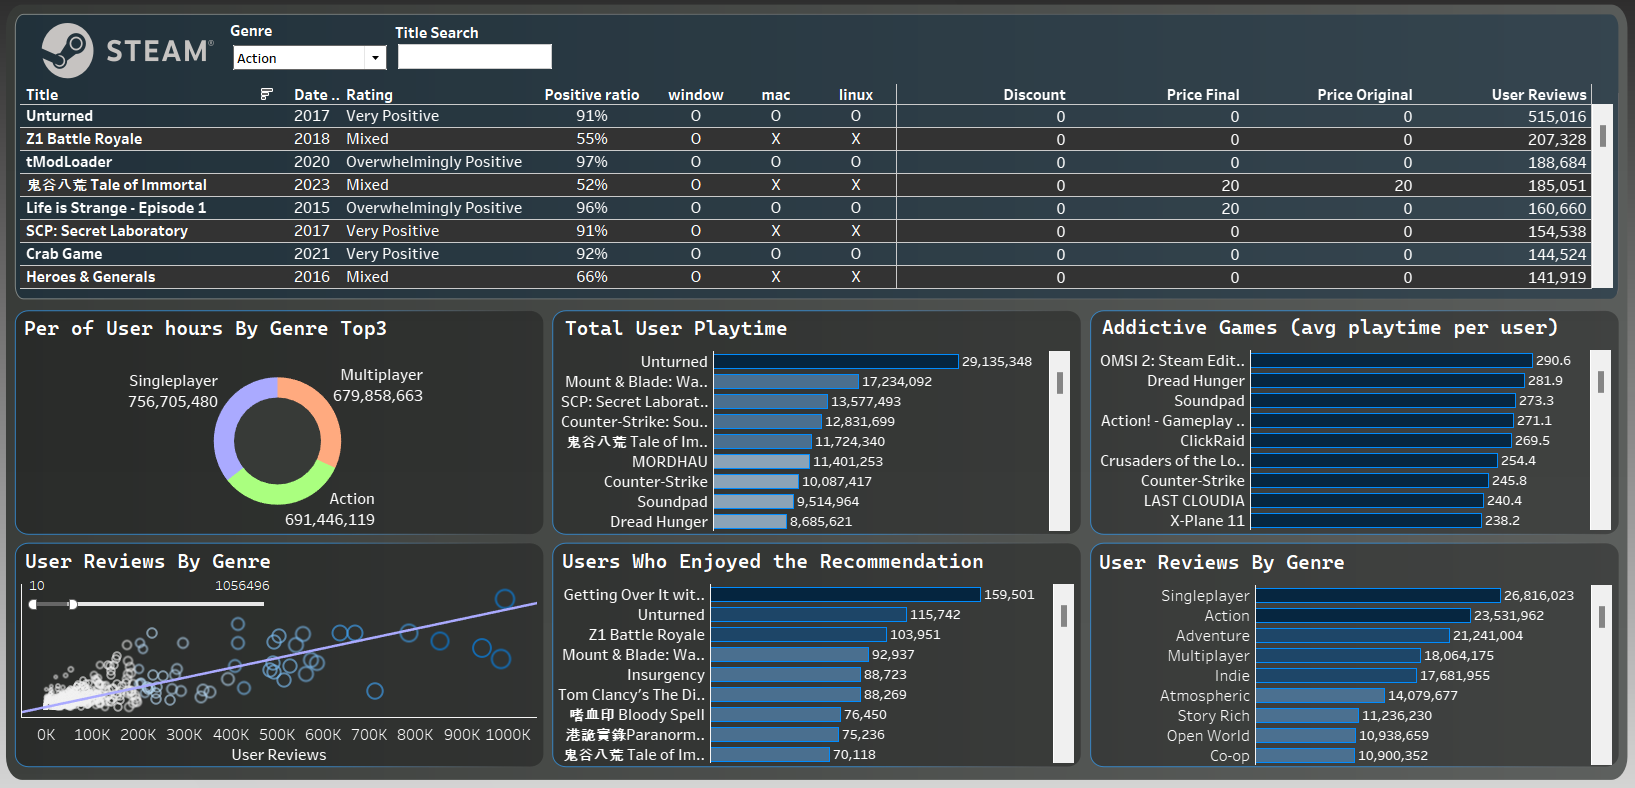 STEAM®
Genre
Action
Title Search
Title Date .. Rating Positive ratio window mac linux Discount Price Final Price Original User Reviews
Unturned 2017 Very Positive 91% O O O 0 0 0 515,016
Z1 Battle Royale 2018 Mixed 55% O X X 0 0 0 207,328
tModLoader 2020 Overwhelmingly Positive 97% O O O 0 0 0 188,684
鬼谷八荒 Tale of Immortal 2023 Mixed 52% O X X 0 20 20 185,051
Life is Strange - Episode 1 2015 Overwhelmingly Positive 96% O O O 0 20 0 160,660
SCP: Secret Laboratory 2017 Very Positive 91% O X X 0 0 0 154,538
Crab Game 2021 Very Positive 92% O O O 0 0 0 144,524
Heroes & Generals 2016 Mixed 66% O X X 0 0 0 141,919
Per of User hours By Genre Top3
Singleplayer
756,705,480
Multiplayer
679,858,663
Action
691,446,119
Total User Playtime
Unturned 29,135,348
Mount & Blade: Wa.. 17,234,092
SCP: Secret Laborat.. 13,577,493
Counter-Strike: Sou.. 12,831,699
鬼谷八荒 Tale of Im.. 11,724,340
MORDHAU 11,401,253
Counter-Strike 10,087,417
Soundpad 9,514,964
Dread Hunger 8,685,621
Addictive Games (avg playtime per user)
OMSI 2: Steam Edit.. 290.6
Dread Hunger 281.9
Soundpad 273.3
Action! - Gameplay .. 271.1
ClickRaid 269.5
Crusaders of the Lo.. 254.4
Counter-Strike 245.8
LAST CLOUDIA 240.4
X-Plane 11 238.2
User Reviews By Genre
10 1056496
0K 100K 200K 300K 400K 500K 600K 700K 800K 900K 1000K
User Reviews
Users Who Enjoyed the Recommendation
Getting Over It wit.. 159,501
Unturned 115,742
Z1 Battle Royale 103,951
Mount & Blade: Wa.. 92,937
Insurgency 88,723
Tom Clancy's The Di.. 88,269
嗜血印 Bloody Spell 76,450
港詭實錄Paranorm.. 75,236
鬼谷八荒 Tale of Im.. 70,118
User Reviews By Genre
Singleplayer 26,816,023
Action 23,531,962
Adventure 21,241,004
Multiplayer 18,064,175
Indie 17,681,955
Atmospheric 14,079,677
Story Rich 11,236,230
Open World 10,938,659
Co-op 10,900,352